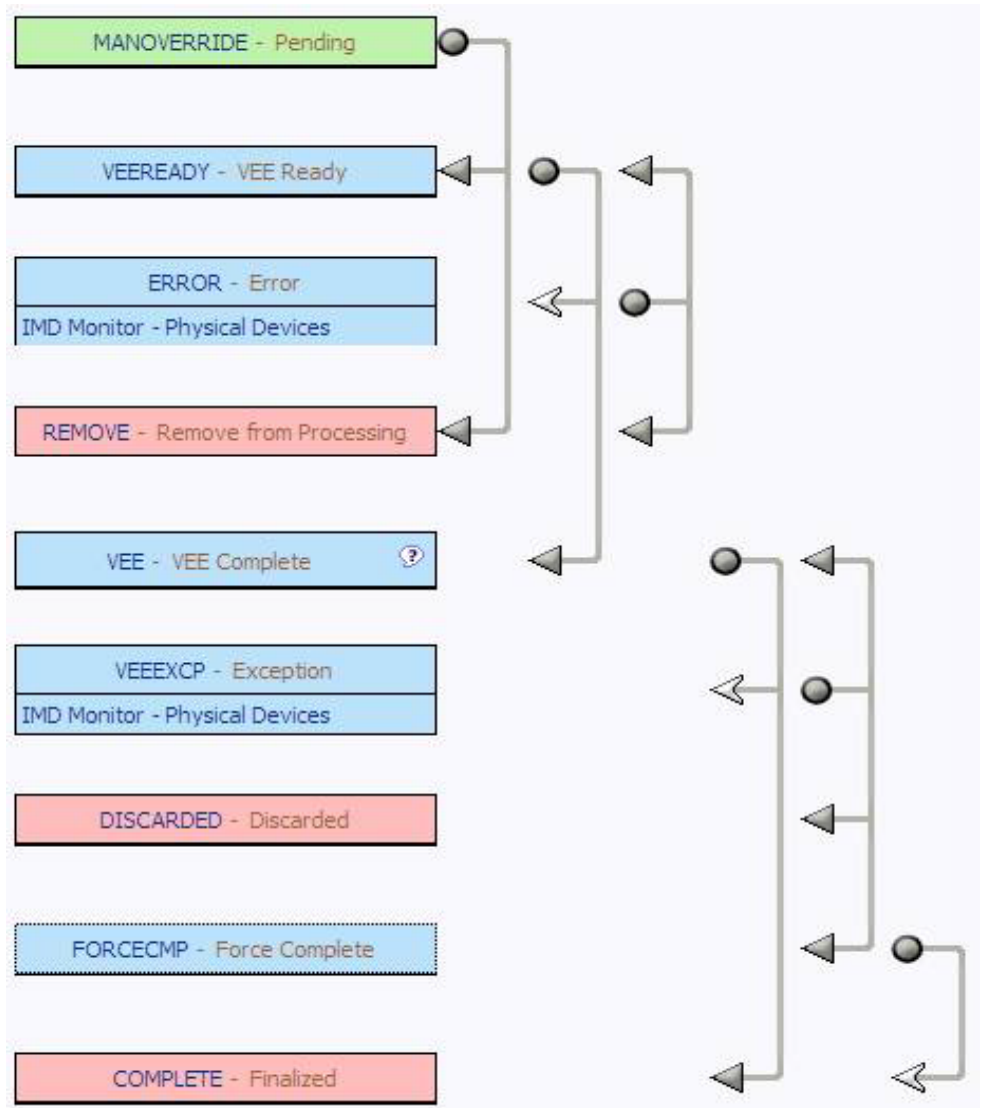 MANOVERRIDE - Pending
VEEREADY - VEE Ready
ERROR - Error
IMD Monitor - Physical Devices
REMOVE - Remove from Processing
VEE - VEE Complete ?
VEEEXCP - Exception
IMD Monitor - Physical Devices
DISCARDED - Discarded
FORCECMP - Force Complete
COMPLETE - Finalized